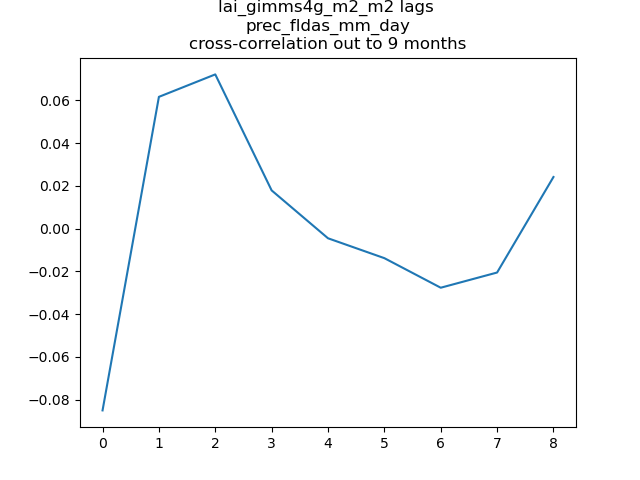 lai_gimms4g_m2_m2 lags
prec_fldas_mm_day
cross-correlation out to 9 months
0.06
0.04
0.02
0.00
−0.02
−0.04
−0.06
−0.08
0 1 2 3 4 5 6 7 8